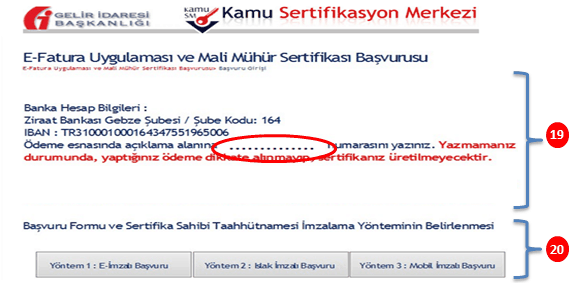 GELİR İDARESİ
BAŞKANLIĞI
KAMU
SM
Kamu Sertifikasyon Merkezi
E-Fatura Uygulaması ve Mali Mühür Sertifikası Başvurusu
E-Fatura Uygulaması ve Mali Mühür Sertifikası Başvurusu» Başvuru Girişi
Banka Hesap Bilgileri :
Ziraat Bankası Gebze Şubesi / Şube Kodu: 164
IBAN : TR310001000164347551965006
Ödeme esnasında açıklama alanına .............. numarasını yazınız. Yazmamanız
durumunda, yaptığınız ödeme dikkate alınmayıp, sertifikanız üretilmeyecektir.
19
Başvuru Formu ve Sertifika Sahibi Taahhütnamesi İmzalama Yönteminin Belirlenmesi
20
Yöntem 1 : E-İmzalı Başvuru
Yöntem 2 : Islak İmzalı Başvuru
Yöntem 3 : Mobil İmzalı Başvuru